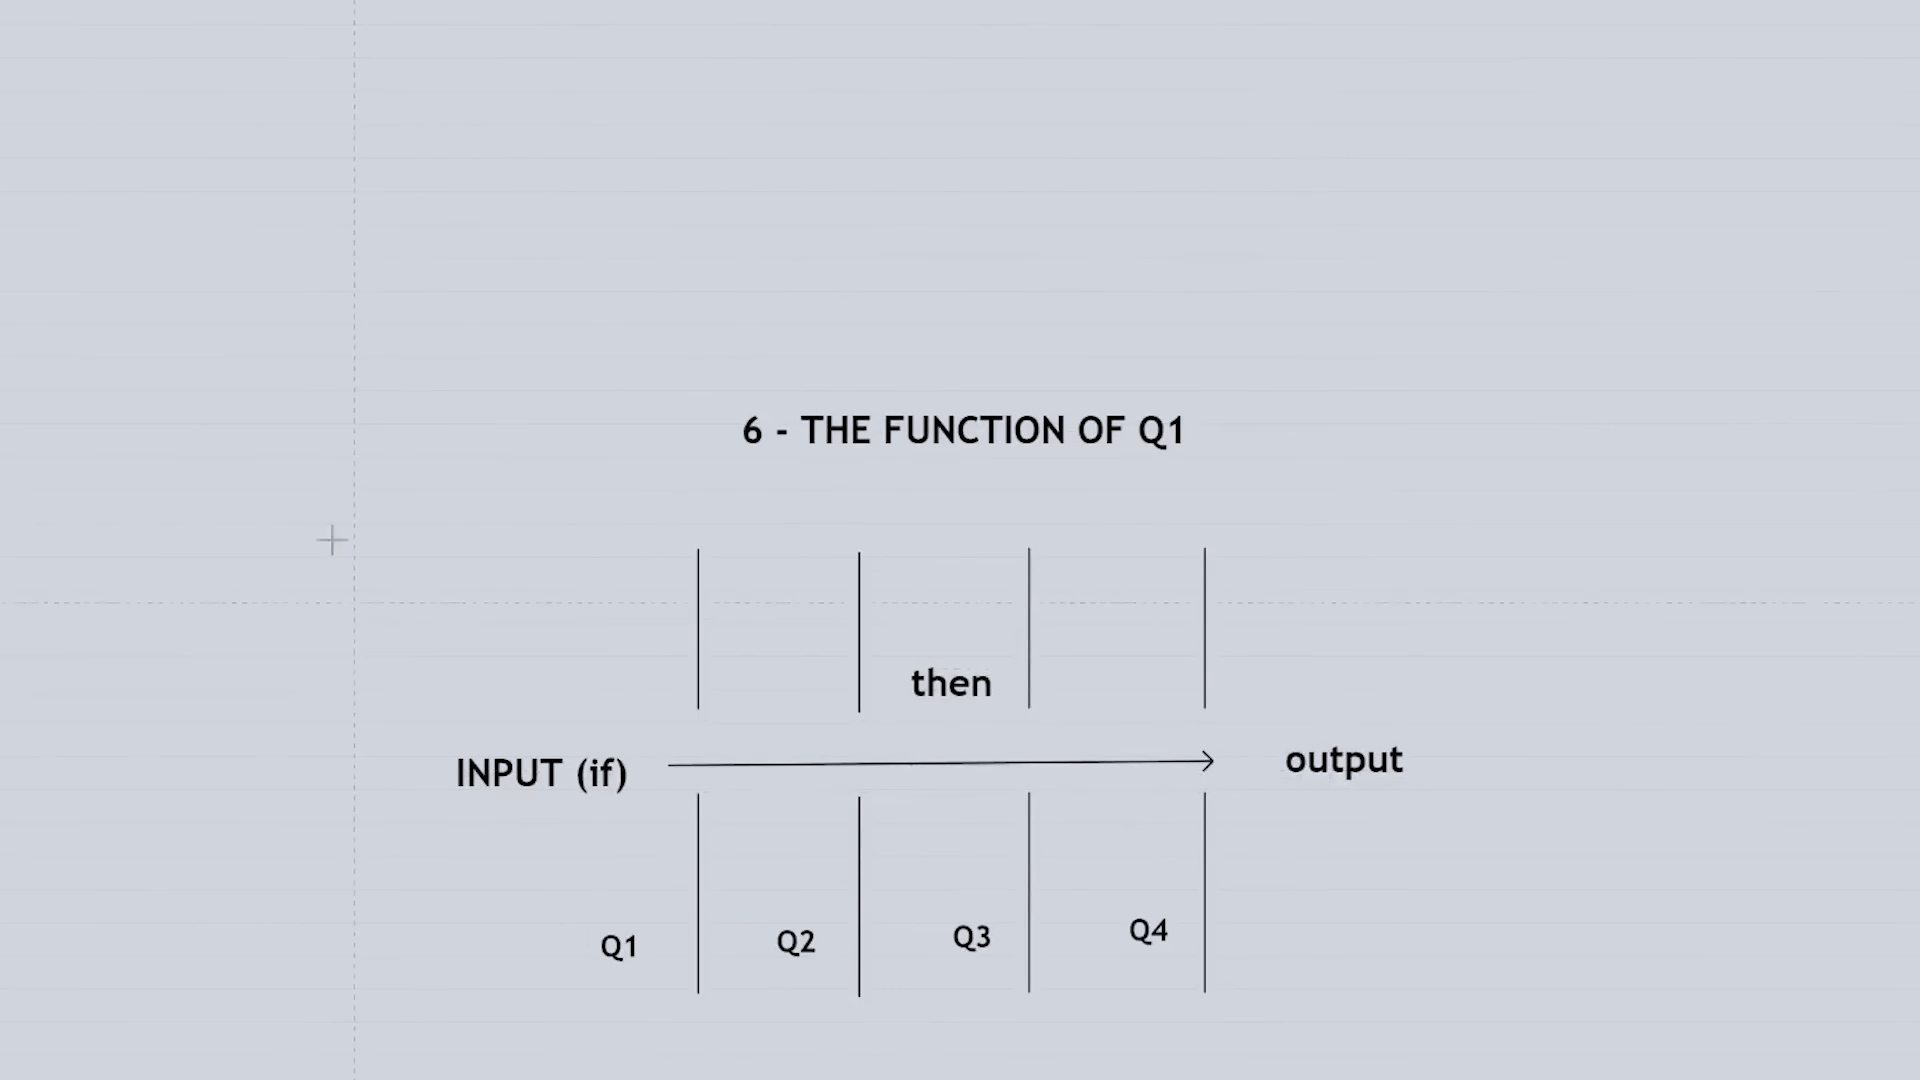 6 - THE FUNCTION OF Q1
then
INPUT (if)
output
Q1 Q2 Q3 Q4